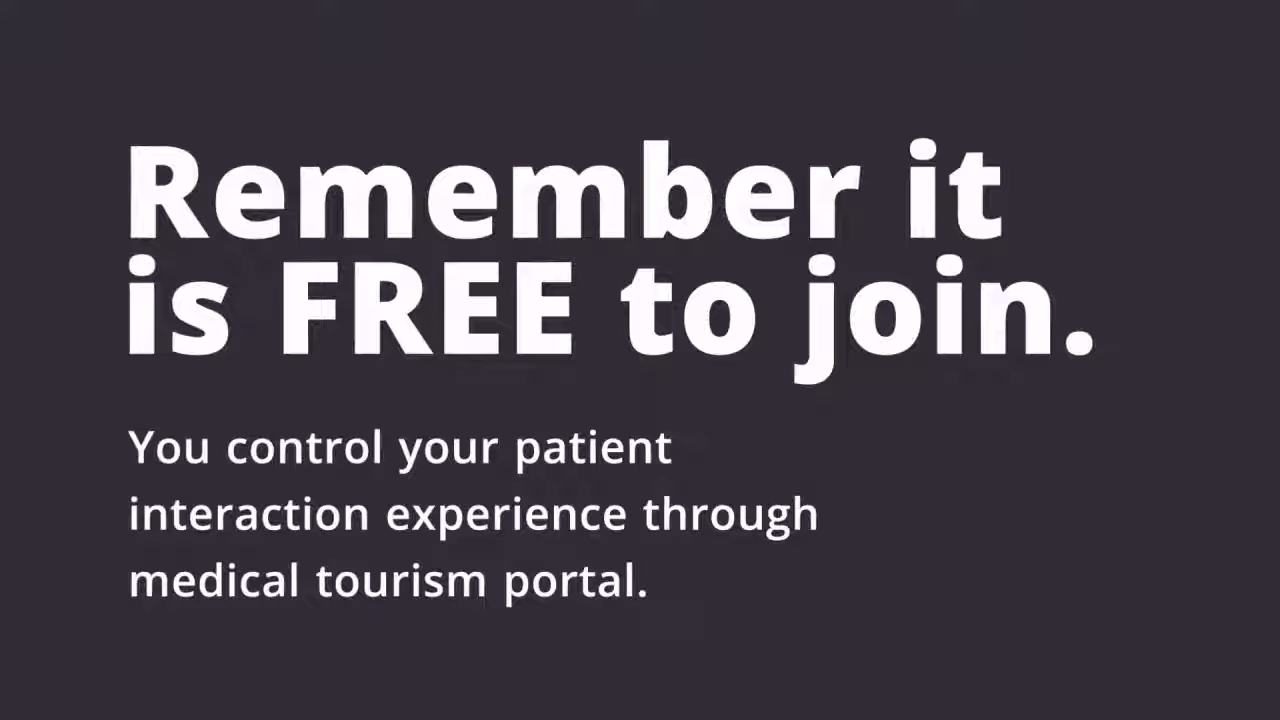 Remember it
is FREE to join.
You control your patient
interaction experience through
medical tourism portal.